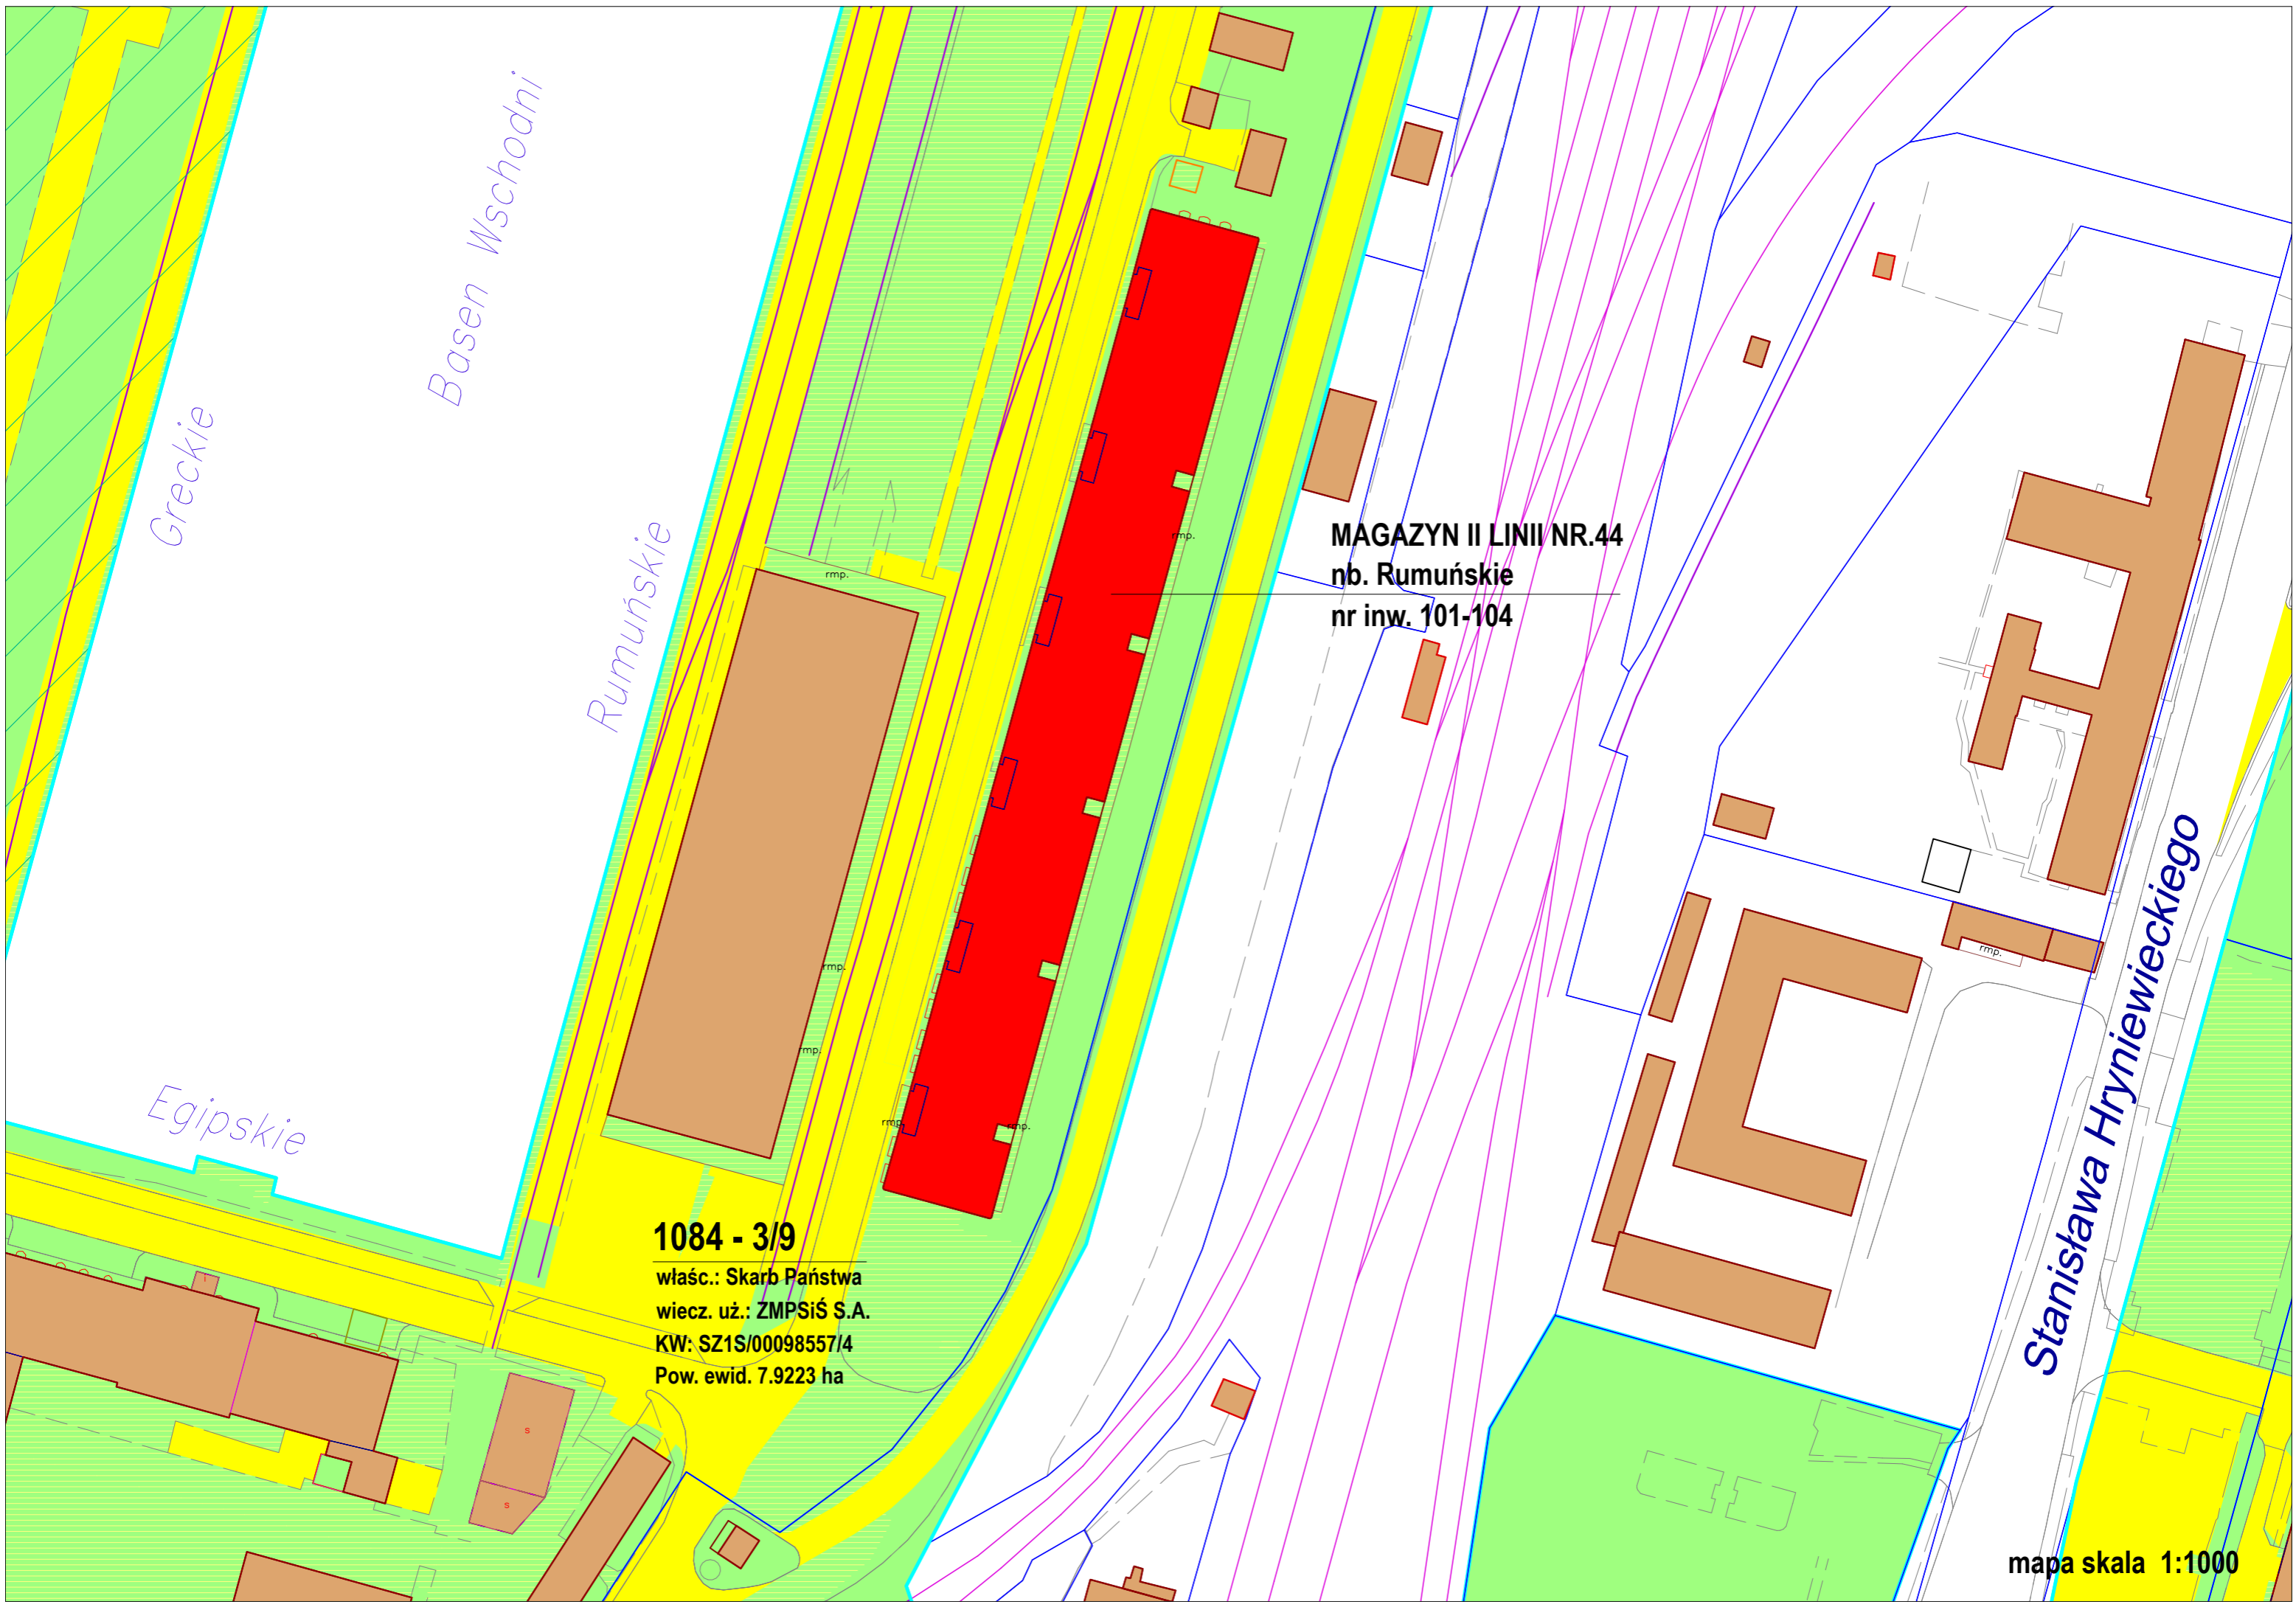 Basen Wschodni
Greckie
Rumuńskie
Egipskie
MAGAZYN II LINII NR.44
nb. Rumuńskie
nr inw. 101-104
rmp.
rmp.
rmp.
rmp.
rmp.
rmp.
rmp.
1084 - 3/9
właśc.: Skarb Państwa
wiecz. uż.: ZMPSiŚ S.A.
KW: SZ1S/00098557/4
Pow. ewid. 7.9223 ha
s
s
Stanisława Hryniewieckiego
mapa skala 1:1000